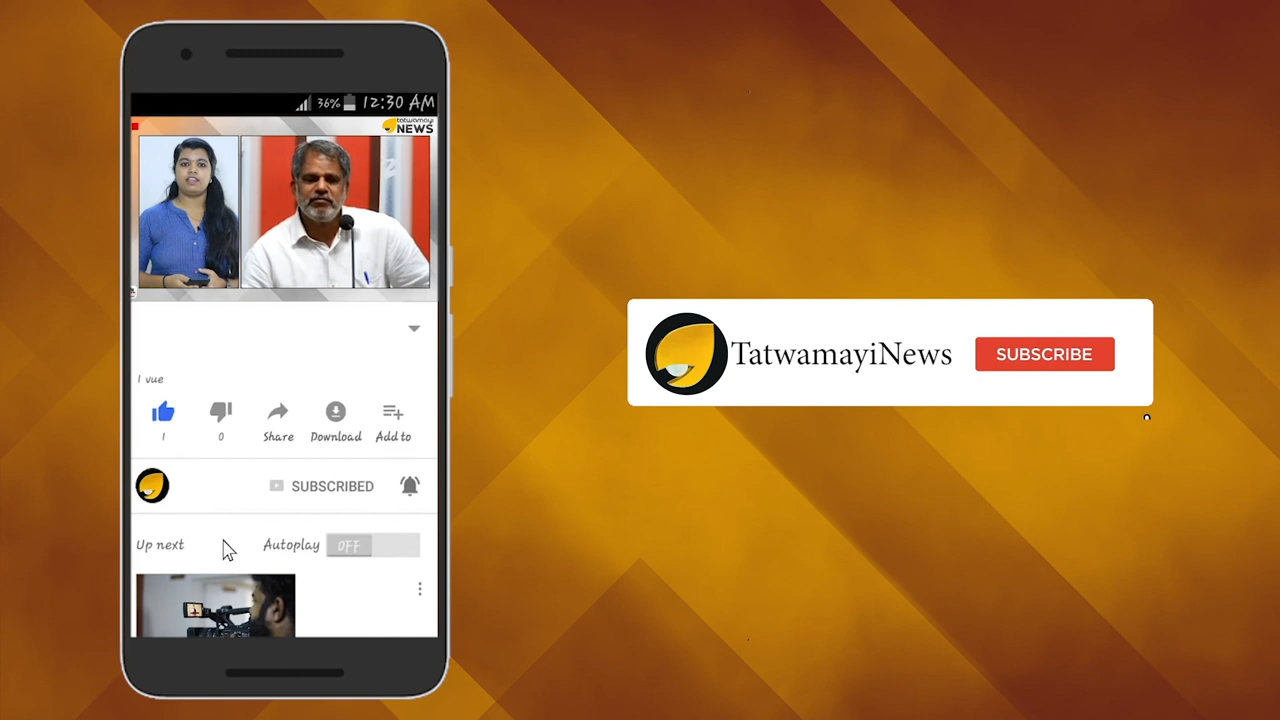 36% 12:30 AM
tatwamayi
NEWS
1 vue
1
0
Share
Download
Add to
SUBSCRIBED
Up next
Autoplay
OFF
TatwamayiNews
SUBSCRIBE